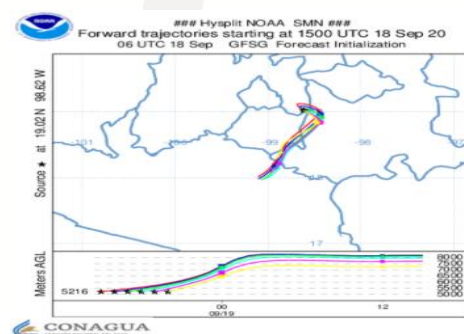 NOAA
### Hysplit NOAA SMN ###
Forward trajectories starting at 1500 UTC 18 Sep 20
06 UTC 18 Sep GFSG Forecast Initialization
Source ★ at 19.02 N 98.62 W
-101
-99
-98
17
Meters AGL
5216
8000
7500
7000
6500
6000
5500
5000
00
12
09/19
CONAGUA